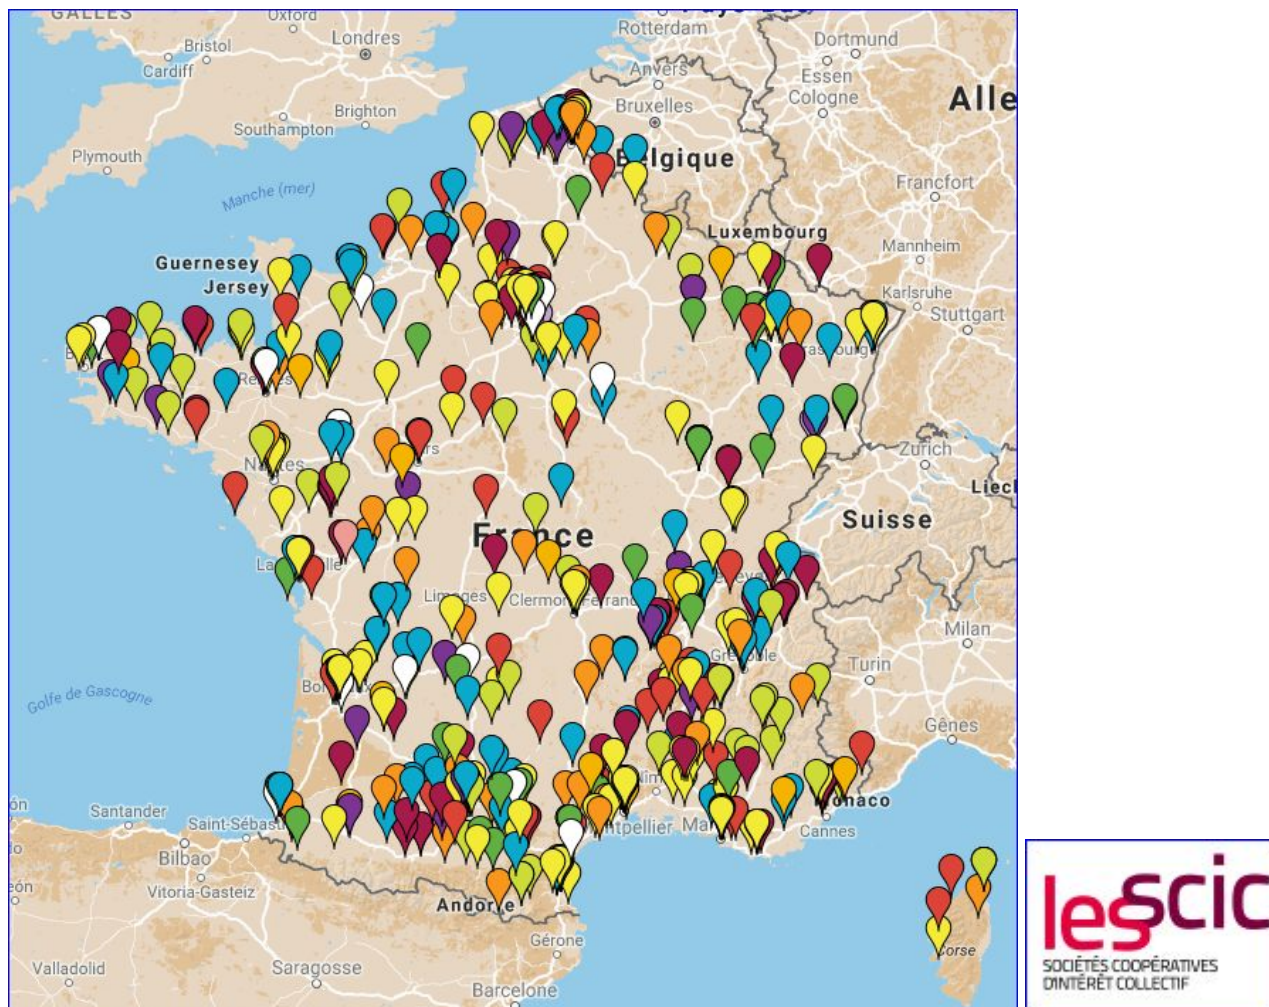 GALLES
Oxford
Londres
Bristol
Cardiff
Brighton
Southampton
Plymouth
Manche (mer)
Guernesey
Jersey
Rotterdam
Dortmund
Anvers
Essen
Cologne
Bruxelles
Alle
Belgique
Francfort
Luxembourg
Mannheim
Karlsruhe
Stuttgart
Zurich
Liech
Suisse
France
Limoges
Clermont-Ferrand
Milan
Turin
Grenoble
Gênes
Golfe de Gascogne
Santander
Saint-Sébast
Bilbao
Vitoria-Gasteiz
Montpellier
Cannes
Monaco
Andorre
Corse
Gérone
Valladolid
Saragosse
Barcelone
les scic
SOCIÉTÉS COOPÉRATIVES
D'INTÉRÊT COLLECTIF